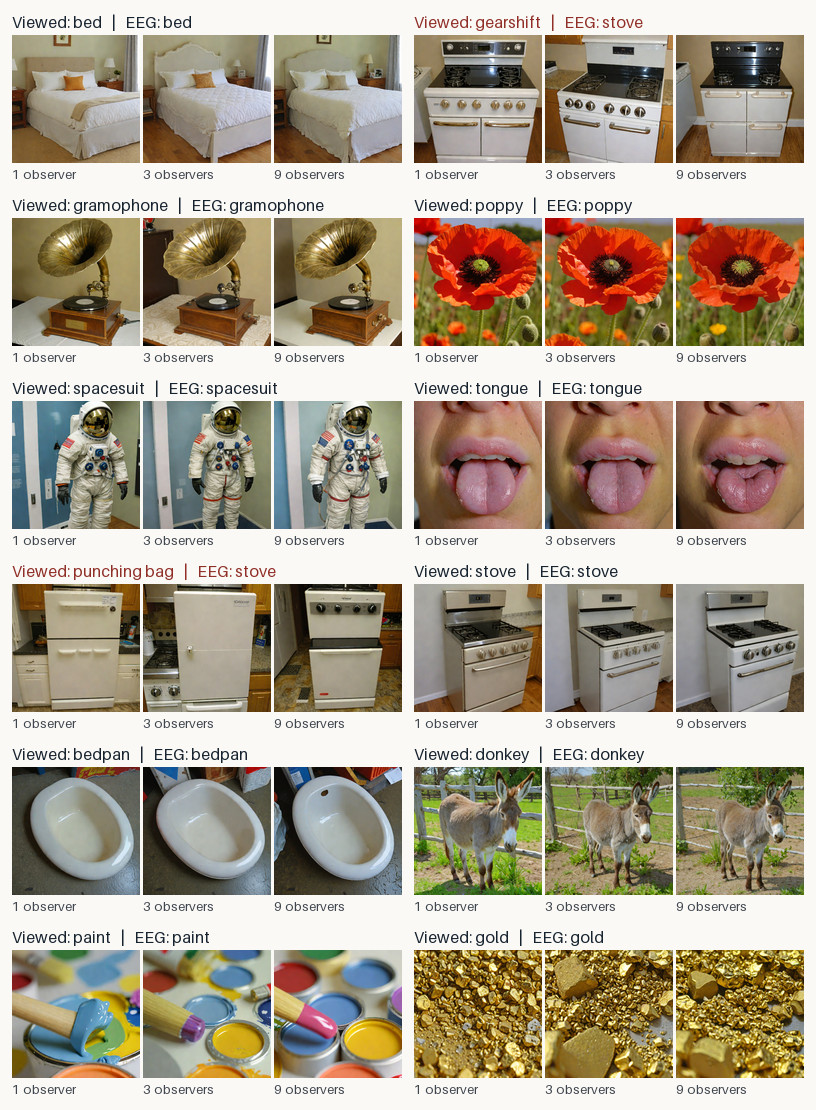 Viewed: bed | EEG: bed
1 observer
3 observers
9 observers
Viewed: gearshift | EEG: stove
1 observer
3 observers
9 observers
Viewed: gramophone | EEG: gramophone
1 observer
3 observers
9 observers
Viewed: poppy | EEG: poppy
1 observer
3 observers
9 observers
Viewed: spacesuit | EEG: spacesuit
1 observer
3 observers
9 observers
Viewed: tongue | EEG: tongue
1 observer
3 observers
9 observers
Viewed: punching bag | EEG: stove
1 observer
3 observers
9 observers
Viewed: stove | EEG: stove
1 observer
3 observers
9 observers
Viewed: bedpan | EEG: bedpan
1 observer
3 observers
9 observers
Viewed: donkey | EEG: donkey
1 observer
3 observers
9 observers
Viewed: paint | EEG: paint
1 observer
3 observers
9 observers
Viewed: gold | EEG: gold
1 observer
3 observers
9 observers